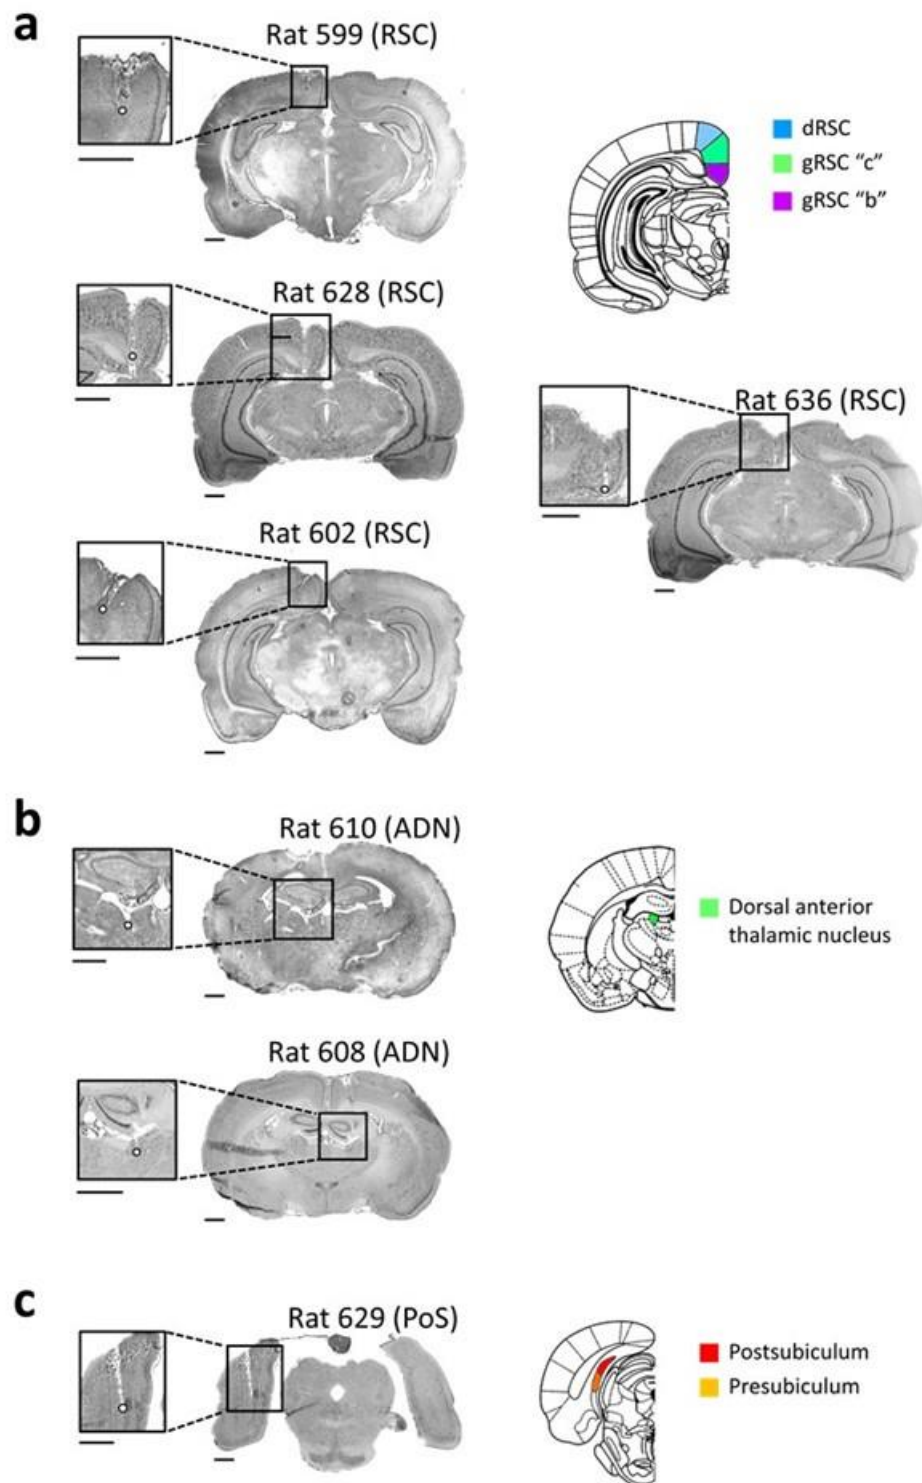 a
Rat 599 (RSC)
dRSC
gRSC “c”
gRSC “b”
Rat 628 (RSC)
Rat 636 (RSC)
Rat 602 (RSC)
b
Rat 610 (ADN)
Dorsal anterior
thalamic nucleus
Rat 608 (ADN)
c
Rat 629 (PoS)
Postsubiculum
Presubiculum